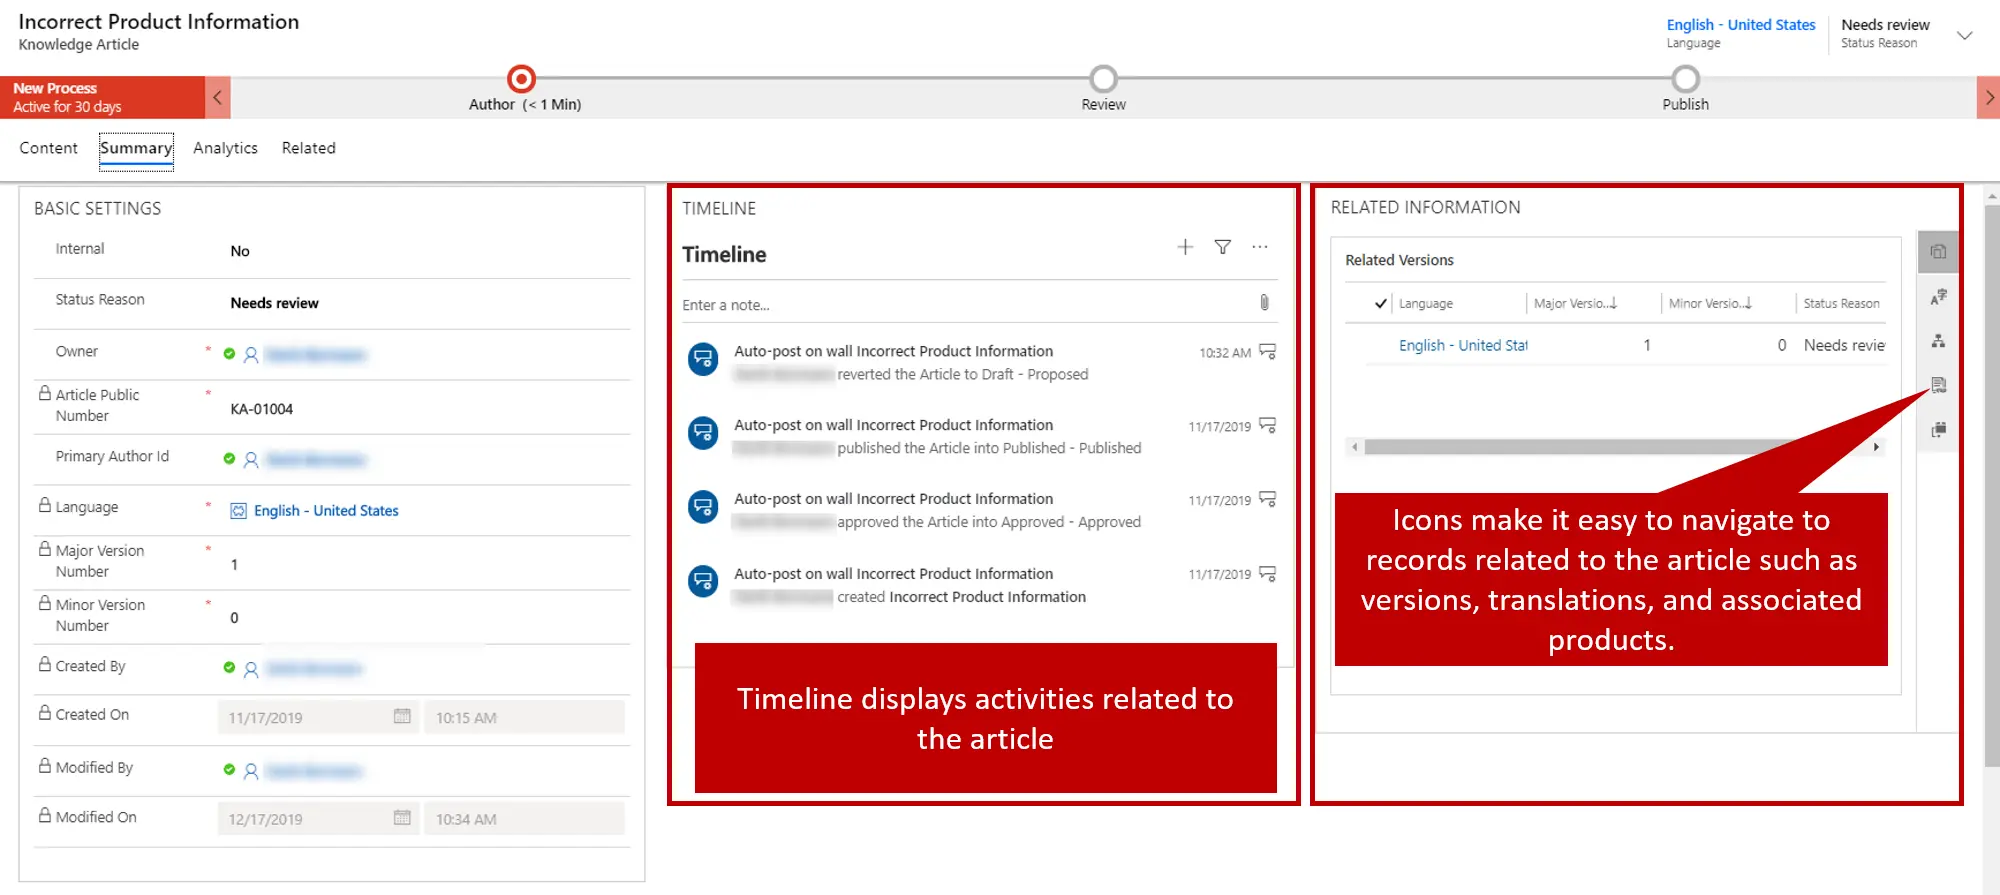 Incorrect Product Information
Knowledge Article
English - United States
Language
Needs review
Status Reason
New Process
Active for 30 days
Author (< 1 Min)
Review
Publish
Content
Summary
Analytics
Related
BASIC SETTINGS
Internal
No
Status Reason
Needs review
Owner
*
Article Public
Number
*
KA-01004
Primary Author Id
Language
*
English - United States
Major Version
Number
*
1
Minor Version
Number
*
0
Created By
Created On
11/17/2019
10:15 AM
Modified By
Modified On
12/17/2019
10:34 AM
TIMELINE
Timeline
Enter a note...
Auto-post on wall Incorrect Product Information
10:32 AM
reverted the Article to Draft - Proposed
Auto-post on wall Incorrect Product Information
11/17/2019
published the Article into Published - Published
Auto-post on wall Incorrect Product Information
11/17/2019
approved the Article into Approved - Approved
Auto-post on wall Incorrect Product Information
11/17/2019
created Incorrect Product Information
Timeline displays activities related to
the article
RELATED INFORMATION
Related Versions
Language
Major Versio...
Minor Versio...
Status Reason
English - United Stat
1
0
Needs revie
Icons make it easy to navigate to
records related to the article such as
versions, translations, and associated
products.